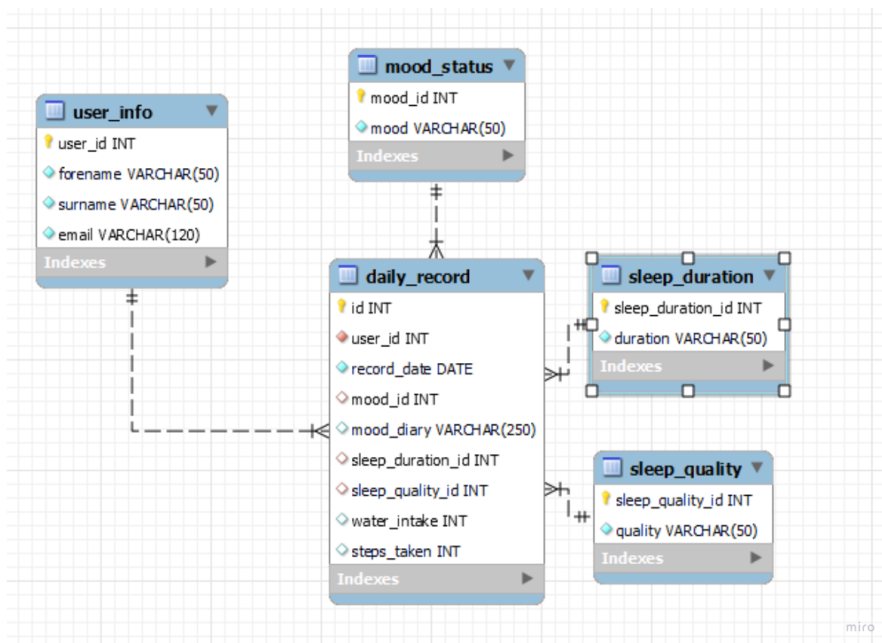 mood_status
mood_id INT
mood VARCHAR(50)
Indexes
user_info
user_id INT
forename VARCHAR(50)
surname VARCHAR(50)
email VARCHAR(120)
Indexes
daily_record
id INT
user_id INT
record_date DATE
mood_id INT
mood_diary VARCHAR(250)
sleep_duration_id INT
sleep_quality_id INT
water_intake INT
steps_taken INT
Indexes
sleep_duration
sleep_duration_id INT
duration VARCHAR(50)
Indexes
sleep_quality
sleep_quality_id INT
quality VARCHAR(50)
Indexes
miro